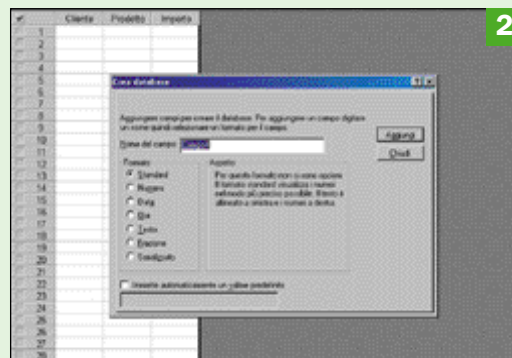 2
Cliente Prodotto Importo
1
2
3
4
5
6
7
8
9
10
11
12
13
14
15
16
17
18
19
20
21
22
23
24
25
26
27
28
Crea database
Aggiungere campi per creare il database. Per aggiungere un campo digitare
un nome quindi selezionare un formato per il campo.
Nome del campo:
Aggiungi
Chiudi
Formato
Aspetto
Standard
Numero
Data
Ora
Testo
Frazione
Per questo formato non ci sono opzioni.
Il formato standard visualizza i numeri
nel modo più preciso possibile. Il testo è
allineato a sinistra e i numeri a destra.
Inserire automaticamente un valore predefinito